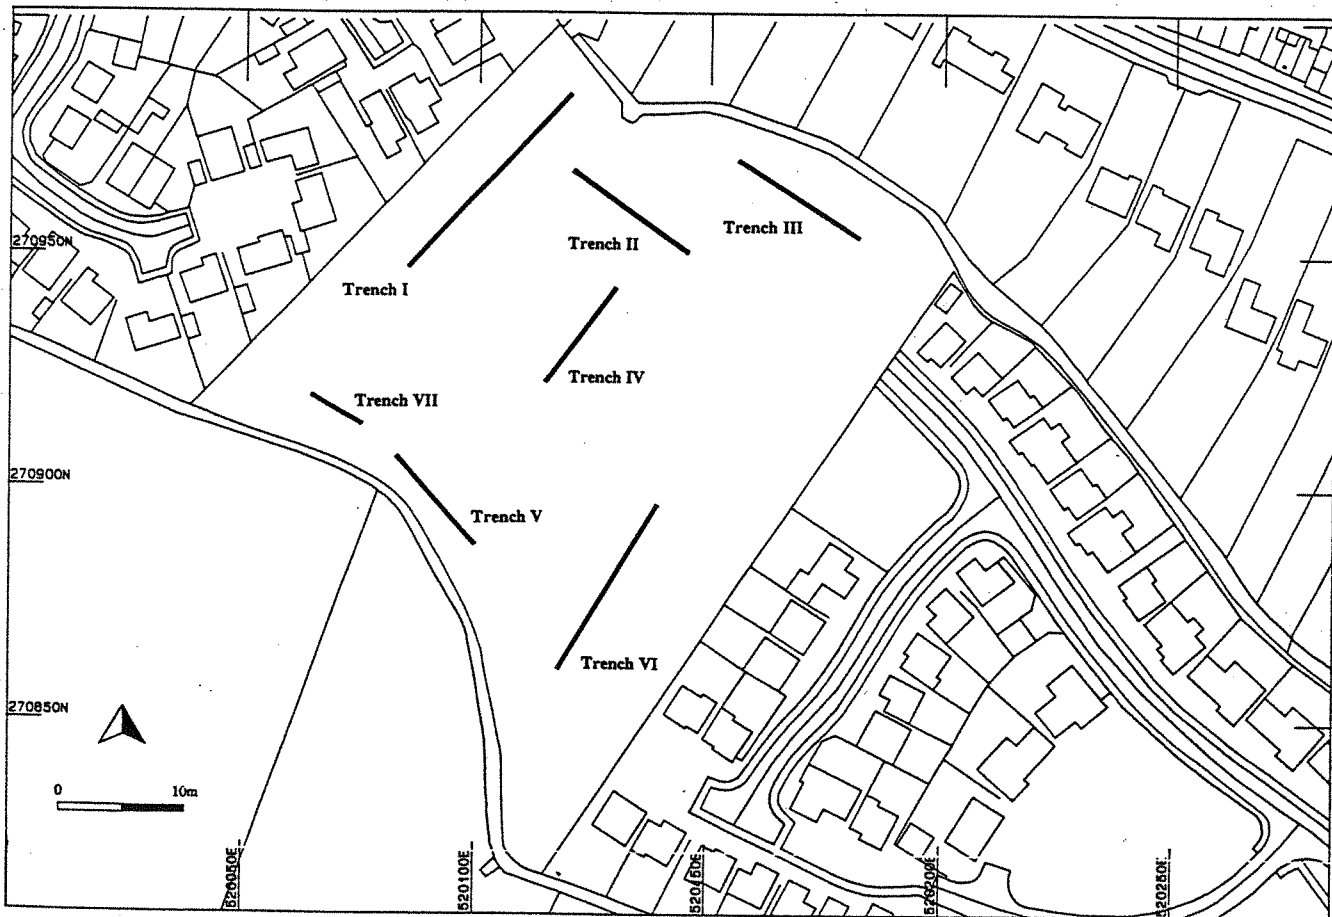 270950N
Trench I
Trench II
Trench III
Trench IV
Trench VII
270900N
Trench V
Trench VI
270850N
0 10m
520050E
520100E
520150E
520200E
520250E